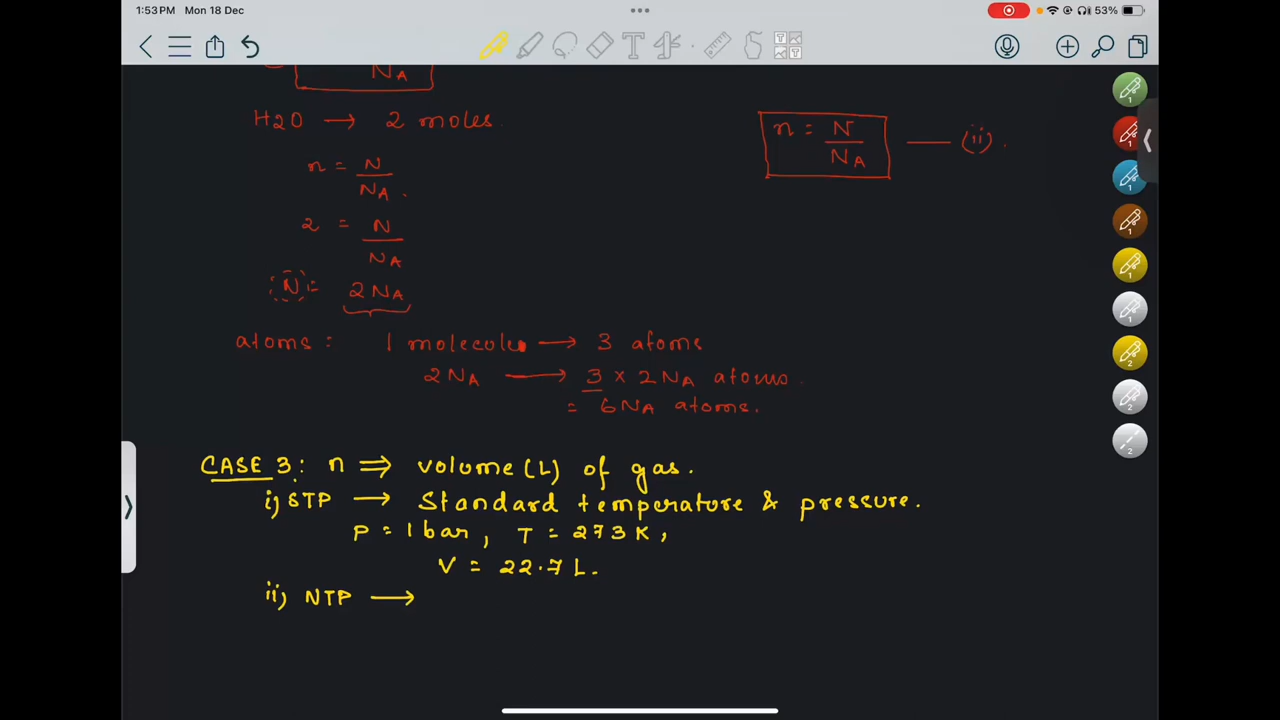 1:53PM Mon 18 Dec
53%
NA
H2O → 2 moles.
n = N / NA
——— (ii).
n = N / NA.
2 = N / NA
N = 2NA
atoms : 1 molecule → 3 atoms
2NA → 3 × 2NA atoms.
= 6NA atoms.
CASE 3: n ⇒ volume(L) of gas.
i) STP → Standard temperature & pressure.
P = 1 bar, T = 273 K,
V = 22.7 L.
ii) NTP →